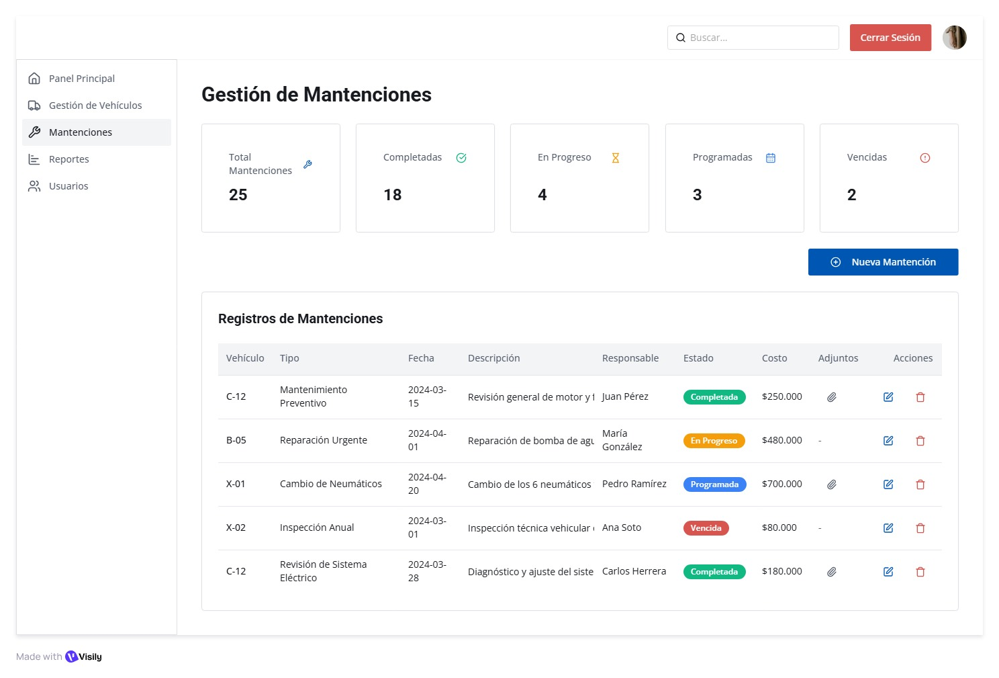 Buscar...
Cerrar Sesión
Panel Principal
Gestión de Vehículos
Mantenciones
Reportes
Usuarios
Gestión de Mantenciones
Total
Mantenciones
25
Completadas
18
En Progreso
4
Programadas
3
Vencidas
2
Nueva Mantención
Registros de Mantenciones
Vehículo Tipo Fecha Descripción Responsable Estado Costo Adjuntos Acciones
C-12
Mantenimiento
Preventivo
2024-03-
15
Revisión general de motor y f
Juan Pérez
Completada
$250.000
B-05
Reparación Urgente
2024-04-
01
Reparación de bomba de agu
María
González
En Progreso
$480.000
-
X-01
Cambio de Neumáticos
2024-04-
20
Cambio de los 6 neumáticos
Pedro Ramírez
Programada
$700.000
X-02
Inspección Anual
2024-03-
01
Inspección técnica vehicular
Ana Soto
Vencida
$80.000
-
C-12
Revisión de Sistema
Eléctrico
2024-03-
28
Diagnóstico y ajuste del siste
Carlos Herrera
Completada
$180.000
Made with Visily